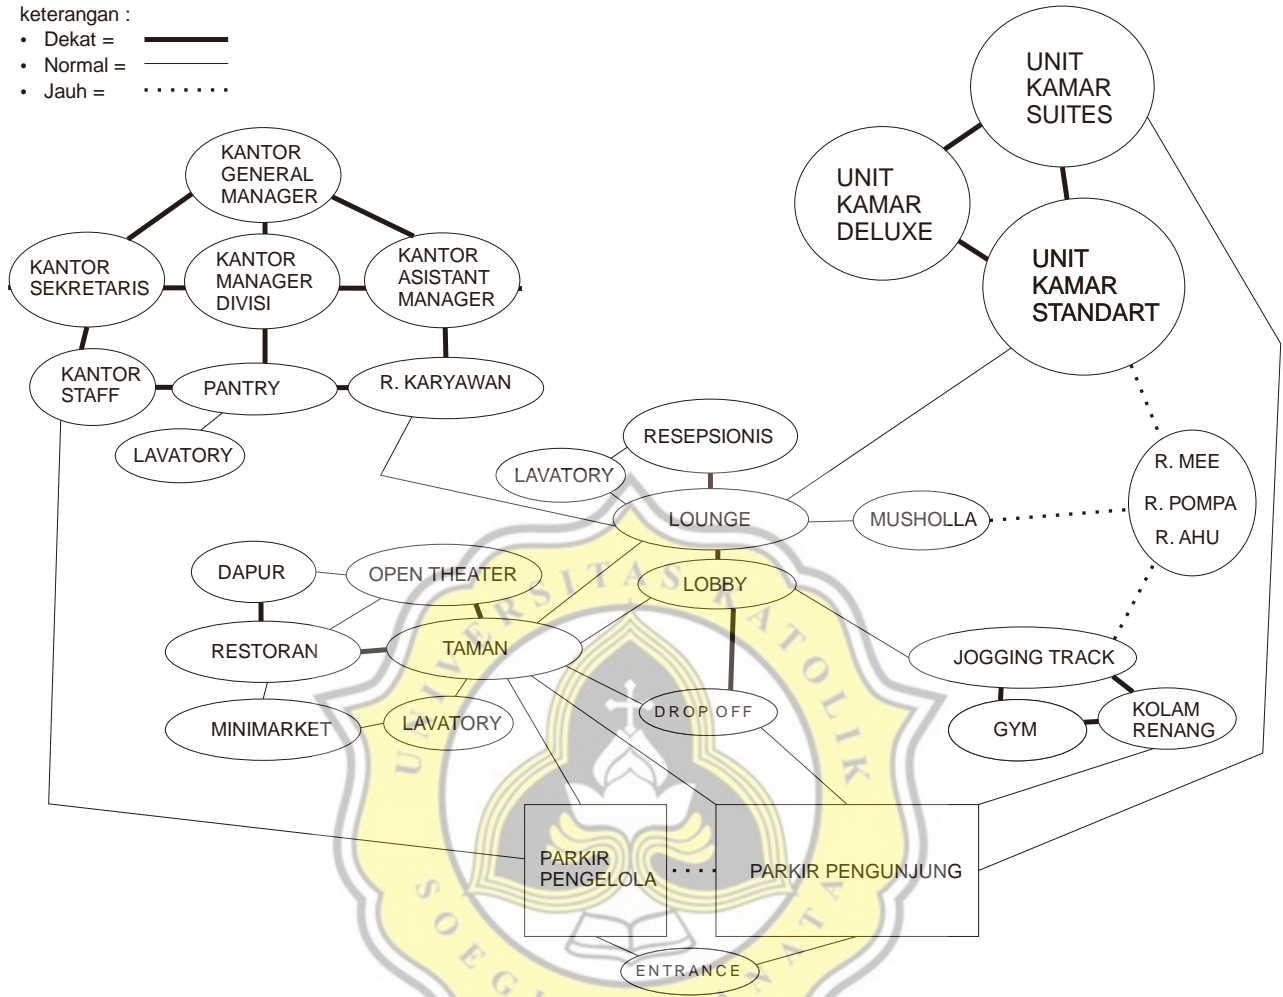 keterangan :
• Dekat =
• Normal =
• Jauh =
UNIT
KAMAR
SUITES
KANTOR
GENERAL
MANAGER
UNIT
KAMAR
DELUXE
KANTOR
SEKRETARIS
KANTOR
MANAGER
DIVISI
KANTOR
ASISTANT
MANAGER
UNIT
KAMAR
STANDART
KANTOR
STAFF
PANTRY
R. KARYAWAN
LAVATORY
RESEPSIONIS
LAVATORY
LOUNGE
MUSHOLLA
R. MEE
R. POMPA
R. AHU
DAPUR
OPEN THEATER
LOBBY
RESTORAN
TAMAN
JOGGING TRACK
MINIMARKET
LAVATORY
DROP OFF
GYM
KOLAM
RENANG
PARKIR
PENGELOLA
PARKIR PENGUNJUNG
ENTRANCE
UNIVERSITAS KATOLIK